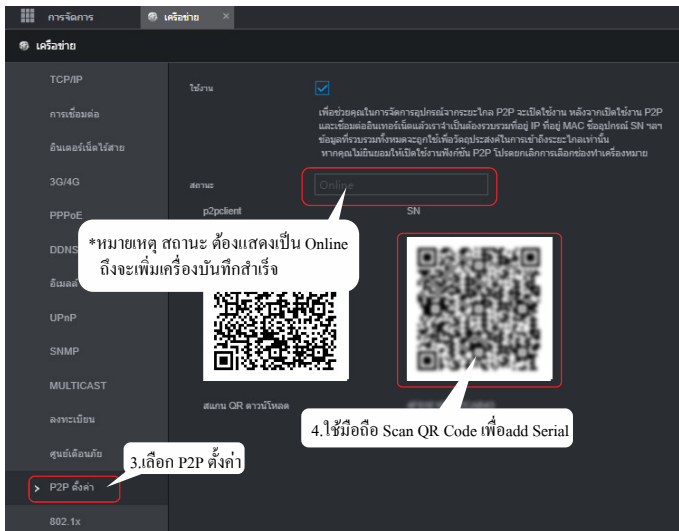 การจัดการ
เครือข่าย ×
เครือข่าย
TCP/IP
การเชื่อมต่อ
อินเตอร์เน็ตไร้สาย
3G/4G
PPPoE
DDNS
อีเมลล์
UPnP
SNMP
MULTICAST
ลงทะเบียน
ศูนย์เตือนภัย
> P2P ตั้งค่า
802.1x
ใช้งาน
เพื่อช่วยคุณในการจัดการอุปกรณ์จากระยะไกล P2P จะเปิดใช้งาน หลังจากเปิดใช้งาน P2P
และเชื่อมต่ออินเทอร์เน็ตแล้วเราจำเป็นต้องรวบรวมที่อยู่ IP ที่อยู่ MAC ชื่ออุปกรณ์ SN ฯลฯ
ข้อมูลที่รวบรวมทั้งหมดจะถูกใช้เพื่อวัตถุประสงค์ในการเข้าถึงระยะไกลเท่านั้น
หากคุณไม่ยินยอมให้เปิดใช้งานฟังก์ชัน P2P โปรดยกเลิกการเลือกช่องทำเครื่องหมาย
สถานะ
Online
p2pclient
SN
*หมายเหตุ สถานะ ต้องแสดงเป็น Online
ถึงจะเพิ่มเครื่องบันทึกสำเร็จ
สแกน QR ดาวน์โหลด
4.ใช้มือถือ Scan QR Code เพื่อadd Serial
3.เลือก P2P ตั้งค่า